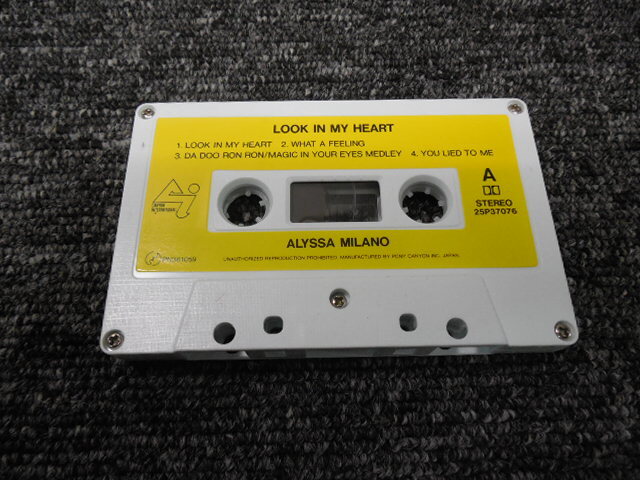 LOOK IN MY HEART
1. LOOK IN MY HEART 2. WHAT A FEELING
3. DA DOO RON RON/MAGIC IN YOUR EYES MEDLEY 4. YOU LIED TO ME
A
STEREO
25P37076
ALYSSA MILANO
UNAUTHORIZED REPRODUCTION PROHIBITED. MANUFACTURED BY PONY CANYON INC. JAPAN.